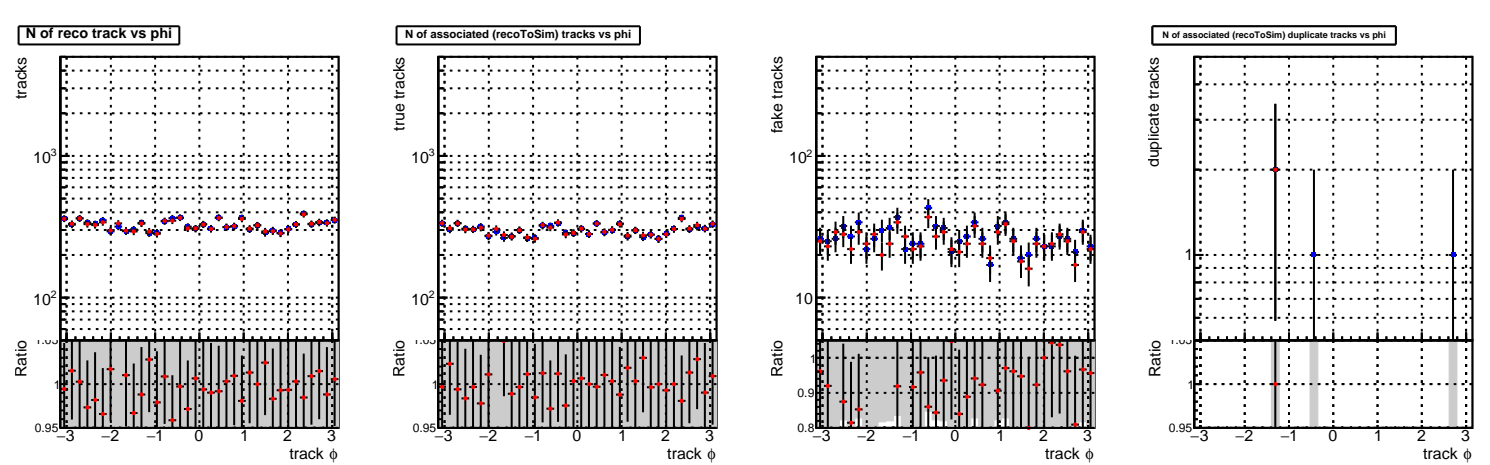 N of reco track vs phi
tracks
10³
10²
Ratio
1
0.95
−3 −2 −1 0 1 2 3
track ϕ
N of associated (recoToSim) tracks vs phi
true tracks
10³
10²
Ratio
1
0.95
−3 −2 −1 0 1 2 3
track ϕ
fake tracks
10²
10
Ratio
1
0.9
0.8
−3 −2 −1 0 1 2 3
track ϕ
N of associated (recoToSim) duplicate tracks vs phi
duplicate tracks
1
Ratio
1
0.95
−3 −2 −1 0 1 2 3
track ϕ